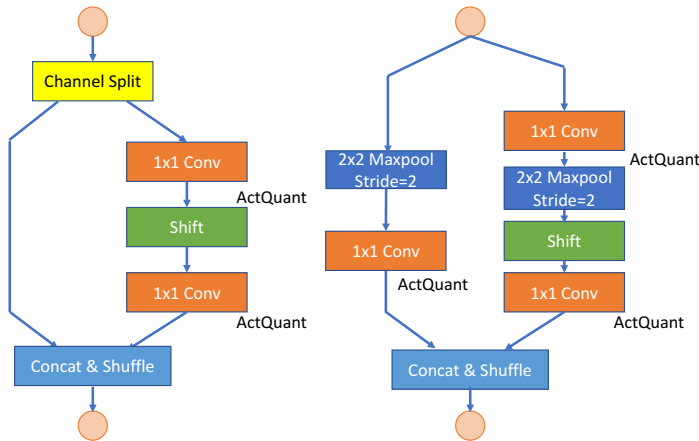 Channel Split
1x1 Conv
ActQuant
Shift
1x1 Conv
ActQuant
Concat & Shuffle
2x2 Maxpool
Stride=2
1x1 Conv
ActQuant
1x1 Conv
ActQuant
2x2 Maxpool
Stride=2
Shift
1x1 Conv
ActQuant
Concat & Shuffle